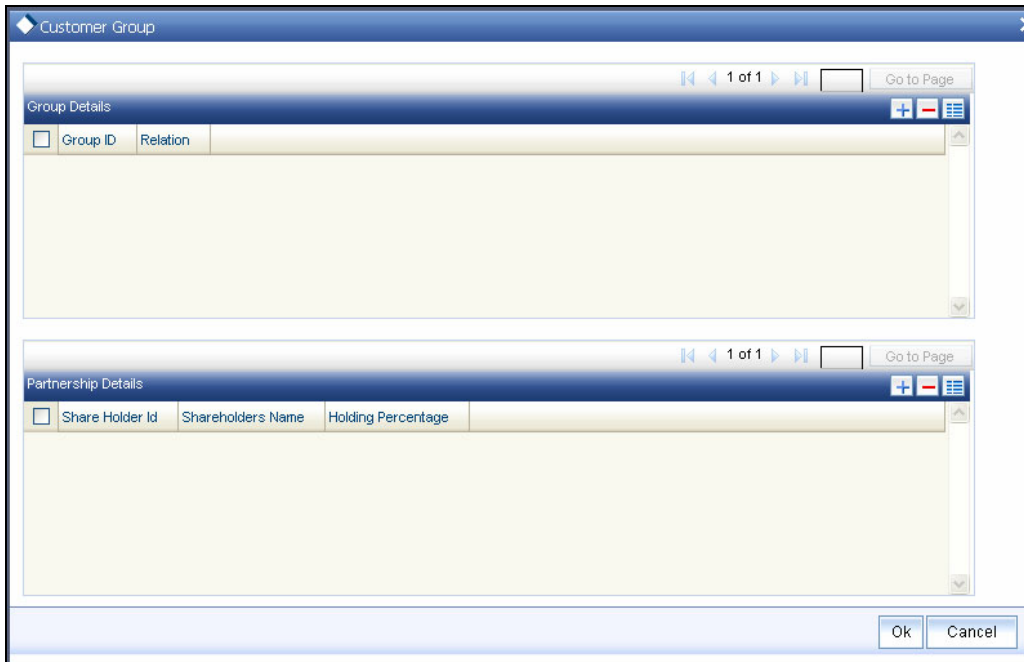 Customer Group
1 of 1 Go to Page
Group Details
Group ID Relation
1 of 1 Go to Page
Partnership Details
Share Holder Id Shareholders Name Holding Percentage
Ok Cancel